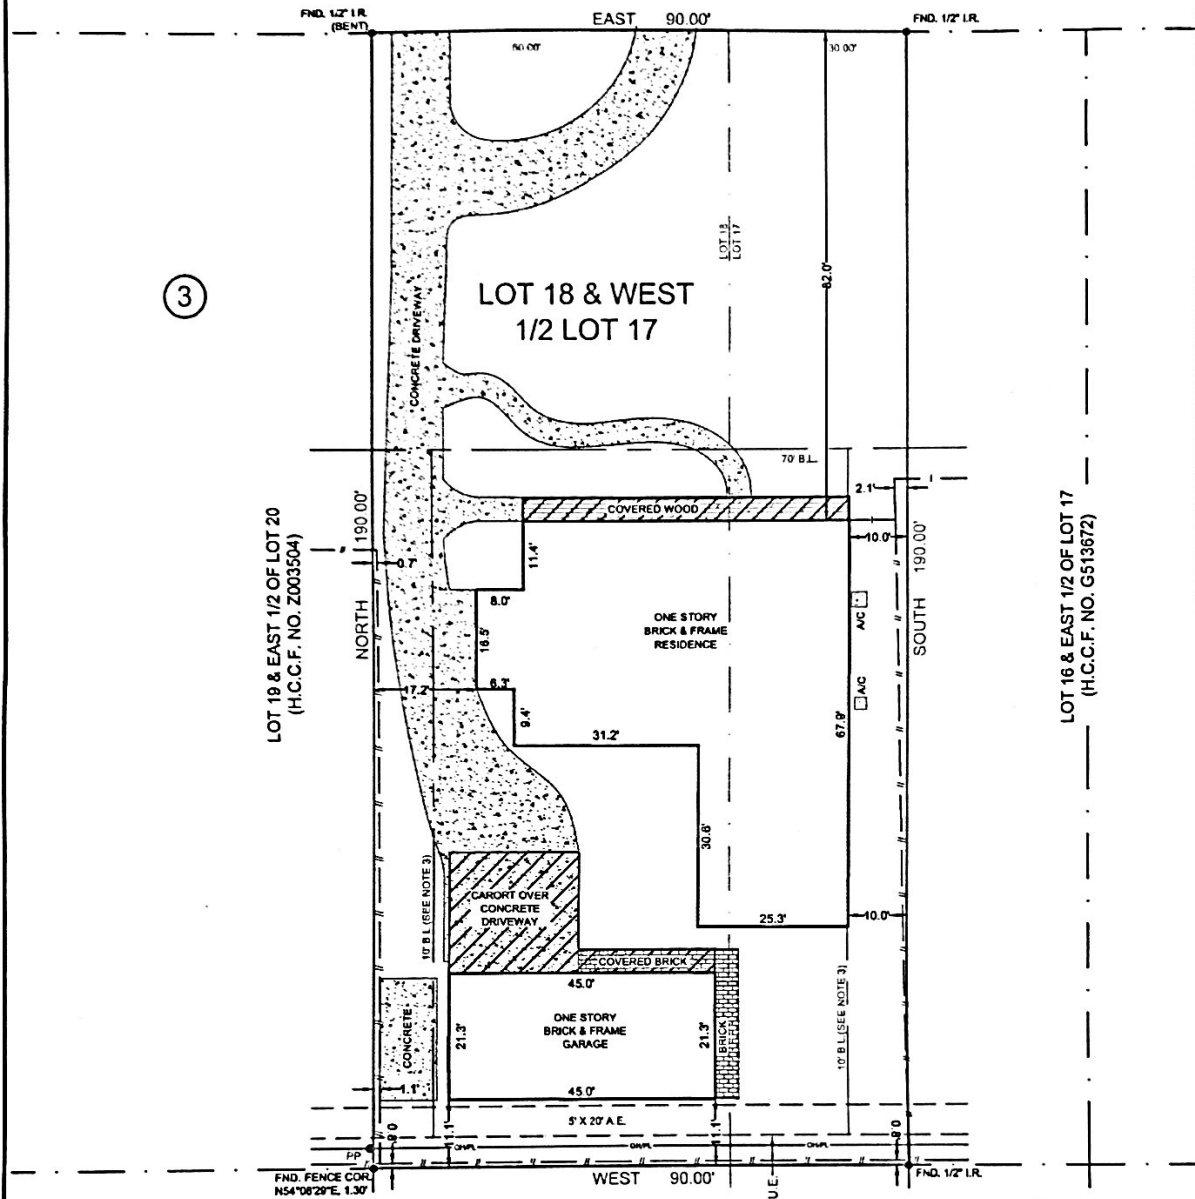 FND. 1/2" I.R.
(BENT)
EAST 90.00'
FND. 1/2" I.R.
60.00'
30.00'
LOT 18
LOT 17
82.0'
3
LOT 18 & WEST
1/2 LOT 17
CONCRETE DRIVEWAY
70' B.L.
2.1'
COVERED WOOD
10.0'
NORTH 190.00'
SOUTH 190.00'
LOT 19 & EAST 1/2 OF LOT 20
(H.C.C.F. NO. Z003504)
LOT 16 & EAST 1/2 OF LOT 17
(H.C.C.F. NO. G513672)
0.7'
11.4'
8.0'
A/C
ONE STORY
BRICK & FRAME
RESIDENCE
16.5'
17.2'
6.3'
A/C
9.4'
31.2'
67.9'
30.6'
10' B.L (SEE NOTE 3)
CARORT OVER
CONCRETE
DRIVEWAY
25.3'
10.0'
COVERED BRICK
45.0'
CONCRETE
21.3'
ONE STORY
BRICK & FRAME
GARAGE
21.3'
BRICK
10' B.L (SEE NOTE 3)
1.1'
45.0'
5' X 20' A.E.
11.1'
11.1'
PP
OH/PL
OH/PL
OH/PL
FND. FENCE COR.
N54°08'29"E, 1.30'
WEST 90.00'
U.E.
FND. 1/2" I.R.